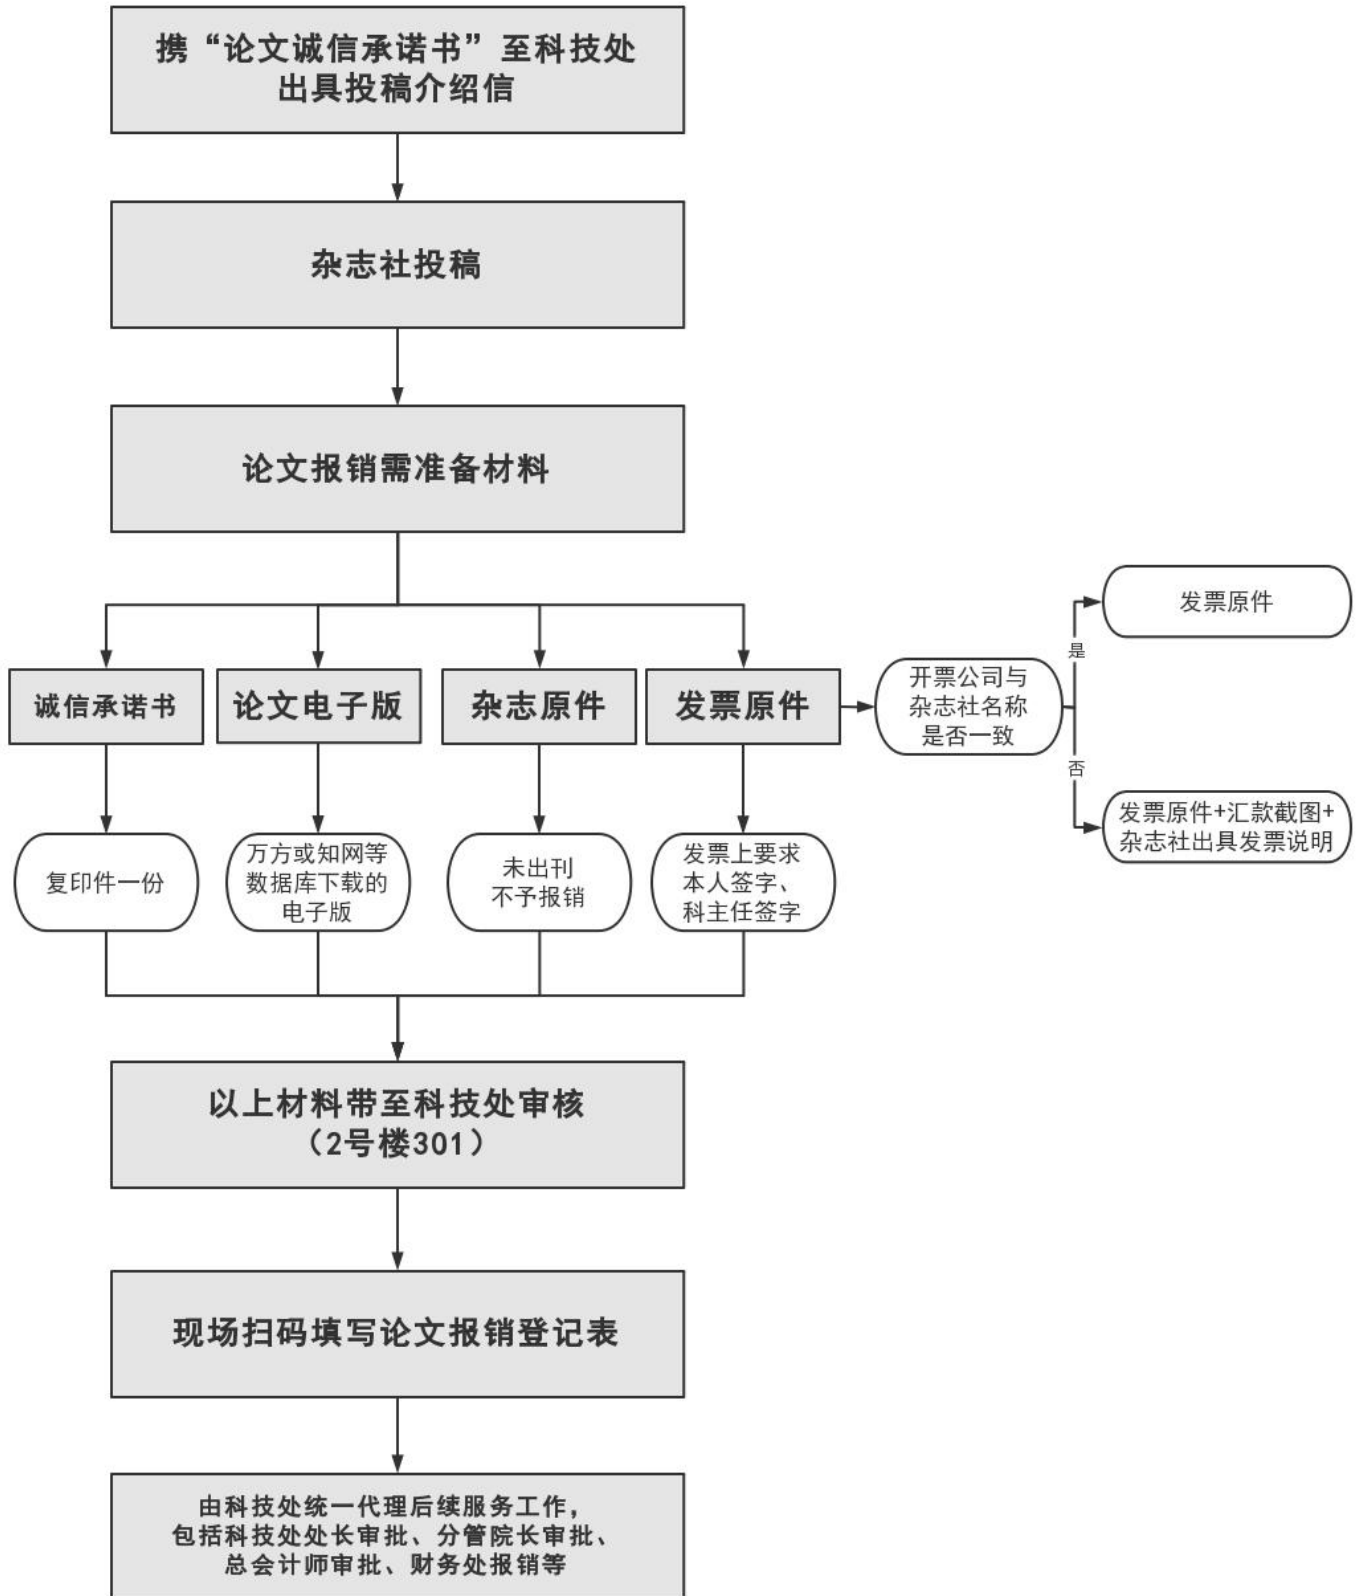 携“论文诚信承诺书”至科技处
出具投稿介绍信
杂志社投稿
论文报销需准备材料
诚信承诺书
论文电子版
杂志原件
发票原件
开票公司与
杂志社名称
是否一致
是
发票原件
否
发票原件+汇款截图+
杂志社出具发票说明
复印件一份
万方或知网等
数据库下载的
电子版
未出刊
不予报销
发票上要求
本人签字、
科主任签字
以上材料带至科技处审核
（2号楼301）
现场扫码填写论文报销登记表
由科技处统一代理后续服务工作，
包括科技处处长审批、分管院长审批、
总会计师审批、财务处报销等